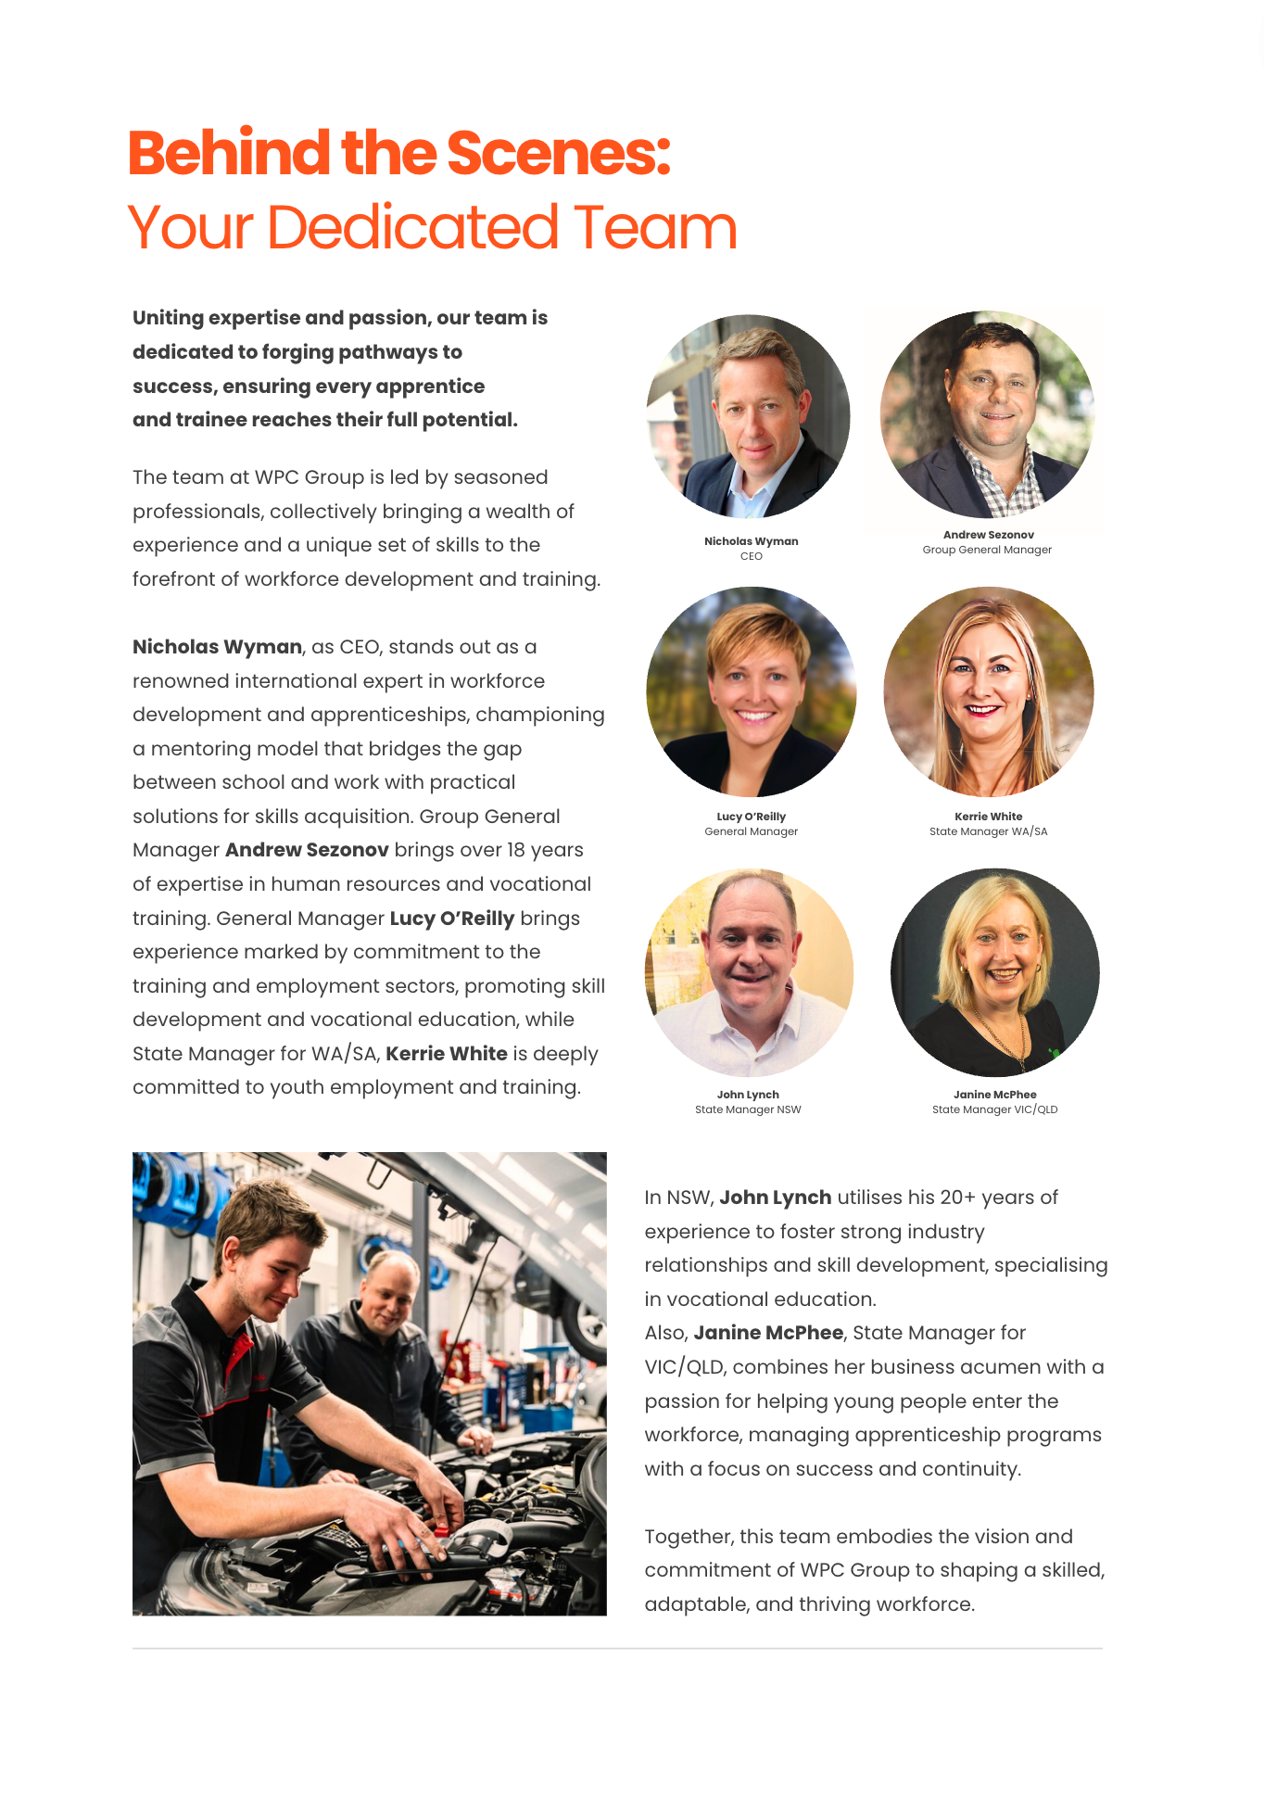 Behind the Scenes:
Your Dedicated Team
Uniting expertise and passion, our team is
dedicated to forging pathways to
success, ensuring every apprentice
and trainee reaches their full potential.
The team at WPC Group is led by seasoned
professionals, collectively bringing a wealth of
experience and a unique set of skills to the
forefront of workforce development and training.
Nicholas Wyman, as CEO, stands out as a
renowned international expert in workforce
development and apprenticeships, championing
a mentoring model that bridges the gap
between school and work with practical
solutions for skills acquisition. Group General
Manager Andrew Sezonov brings over 18 years
of expertise in human resources and vocational
training. General Manager Lucy O’Reilly brings
experience marked by commitment to the
training and employment sectors, promoting skill
development and vocational education, while
State Manager for WA/SA, Kerrie White is deeply
committed to youth employment and training.
Nicholas Wyman
CEO
Andrew Sezonov
Group General Manager
Lucy O’Reilly
General Manager
Kerrie White
State Manager WA/SA
John Lynch
State Manager NSW
Janine McPhee
State Manager VIC/QLD
In NSW, John Lynch utilises his 20+ years of
experience to foster strong industry
relationships and skill development, specialising
in vocational education.
Also, Janine McPhee, State Manager for
VIC/QLD, combines her business acumen with a
passion for helping young people enter the
workforce, managing apprenticeship programs
with a focus on success and continuity.
Together, this team embodies the vision and
commitment of WPC Group to shaping a skilled,
adaptable, and thriving workforce.